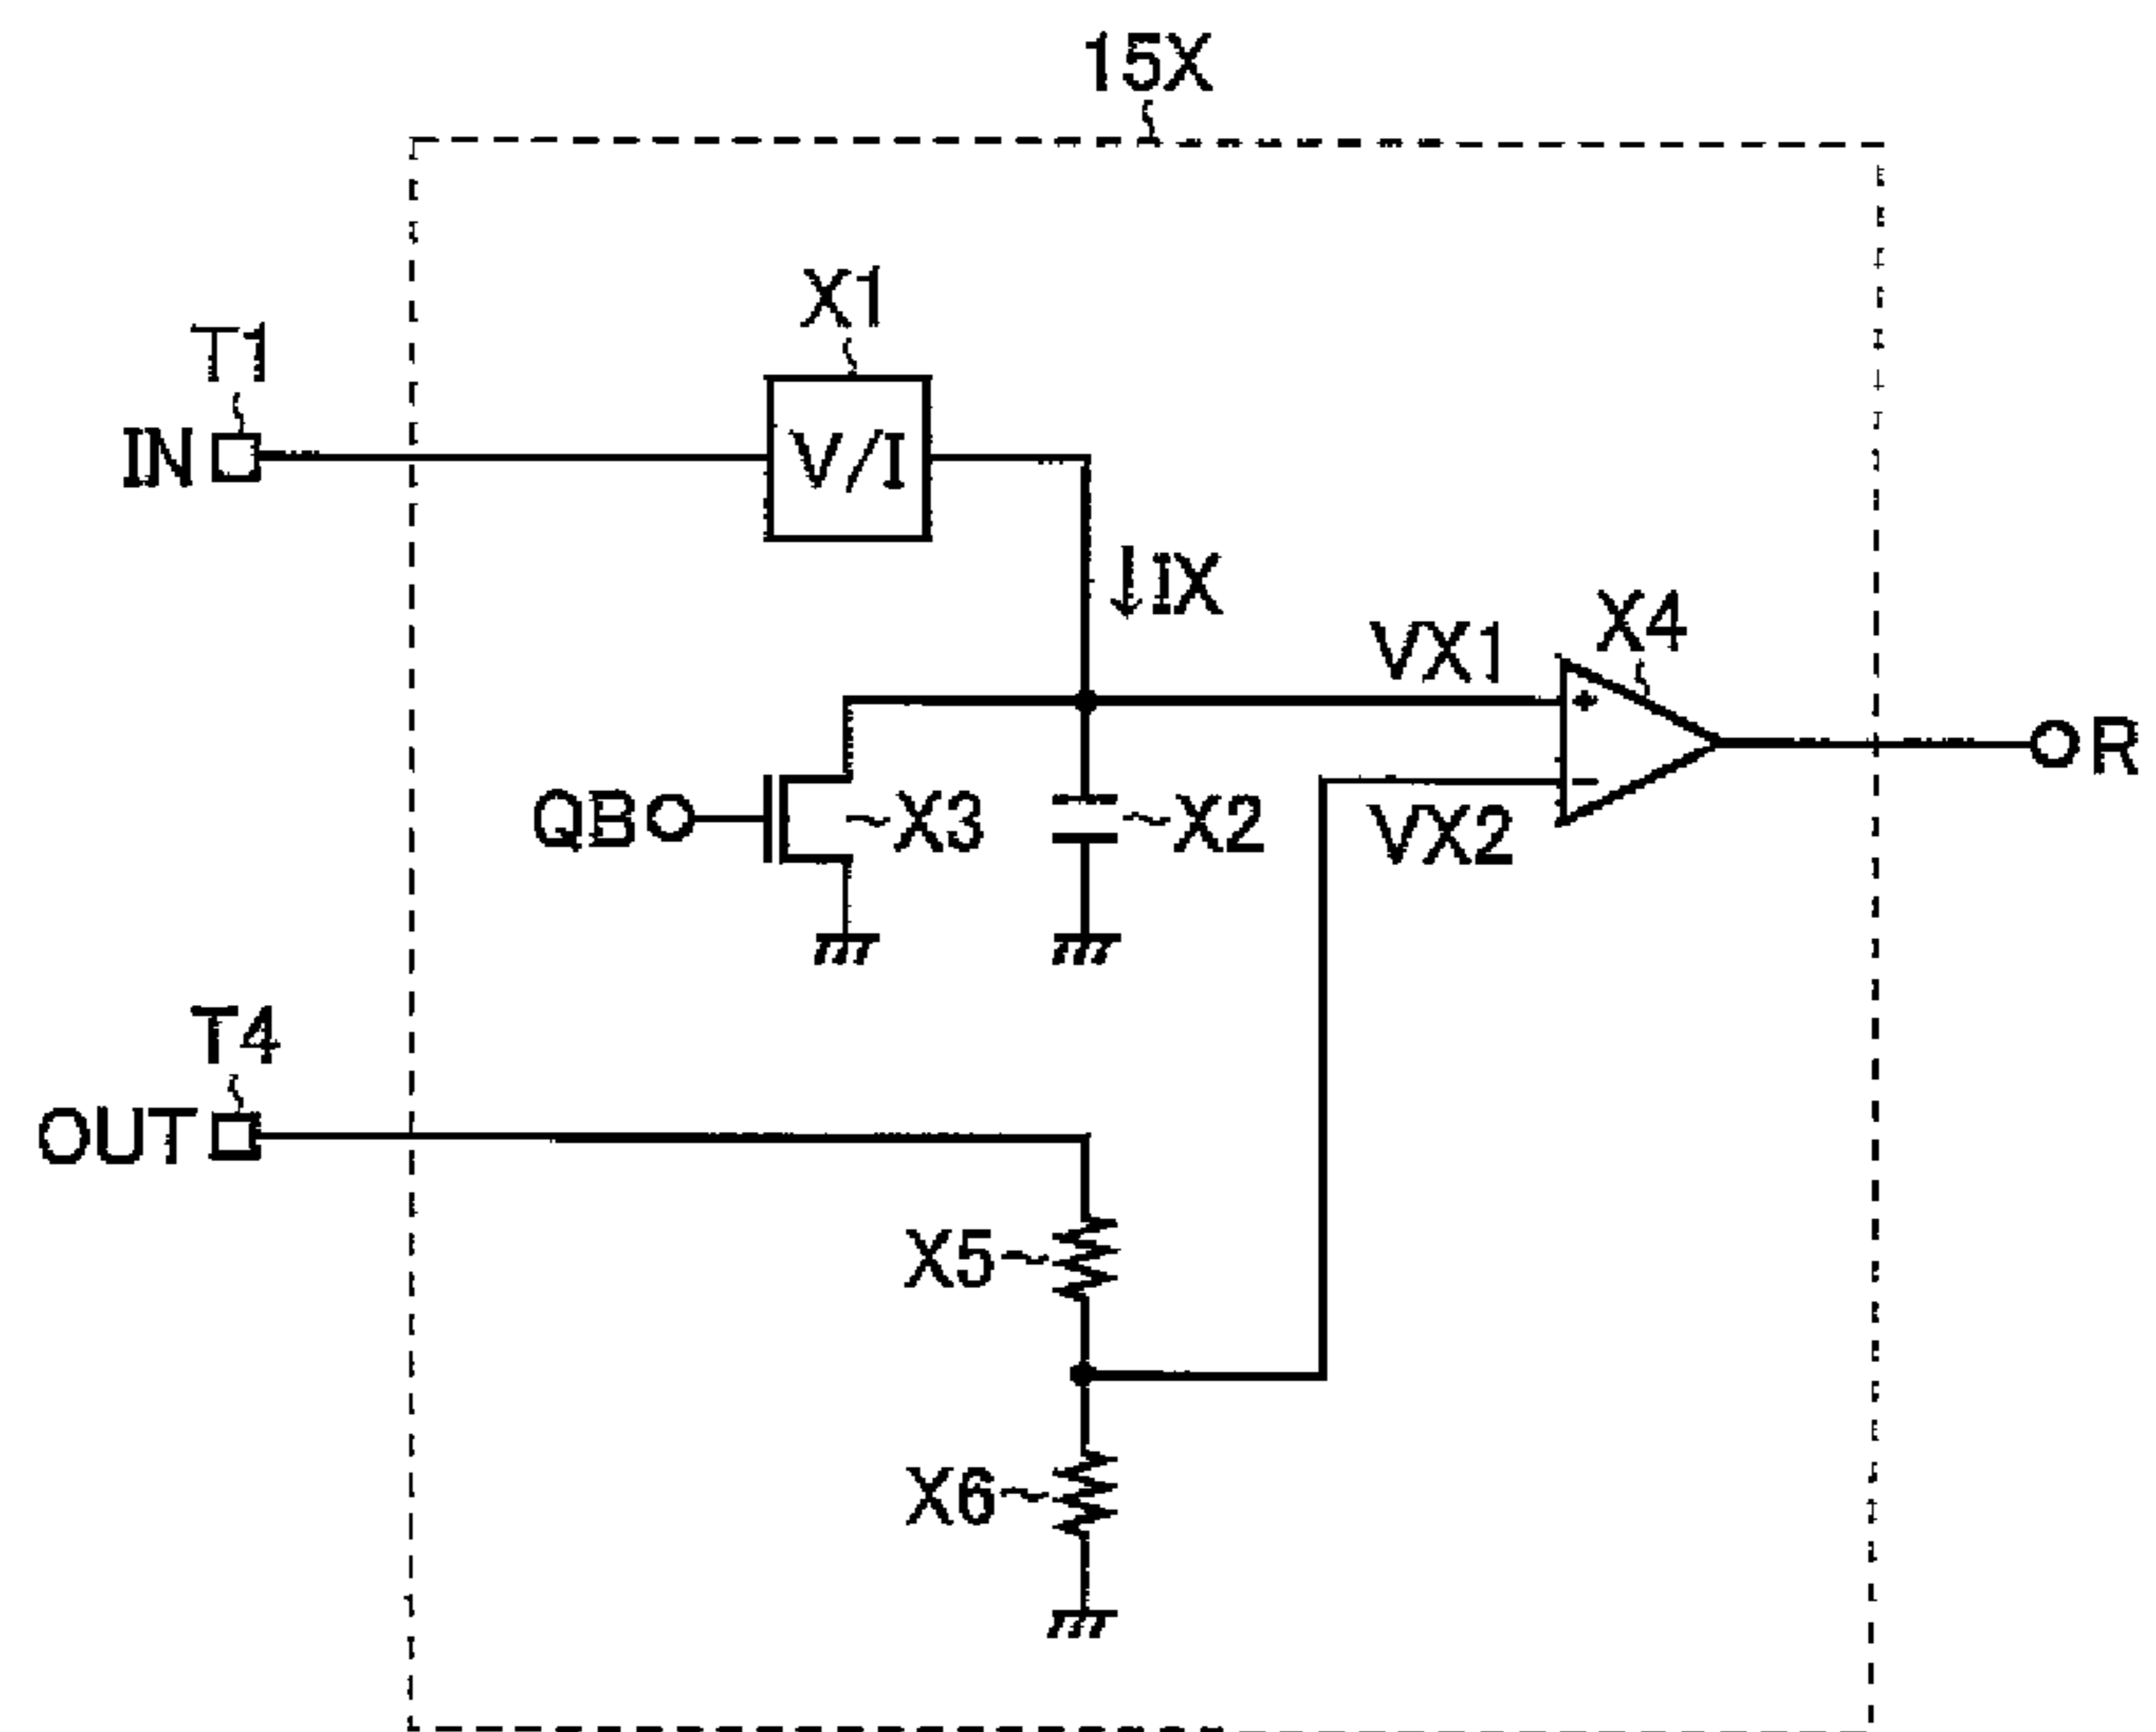 15X
X1
T1
IN
V/I
↓IX
VX1
X4
+
R
QB
X3
X2
−
VX2
T4
OUT
X5
X6